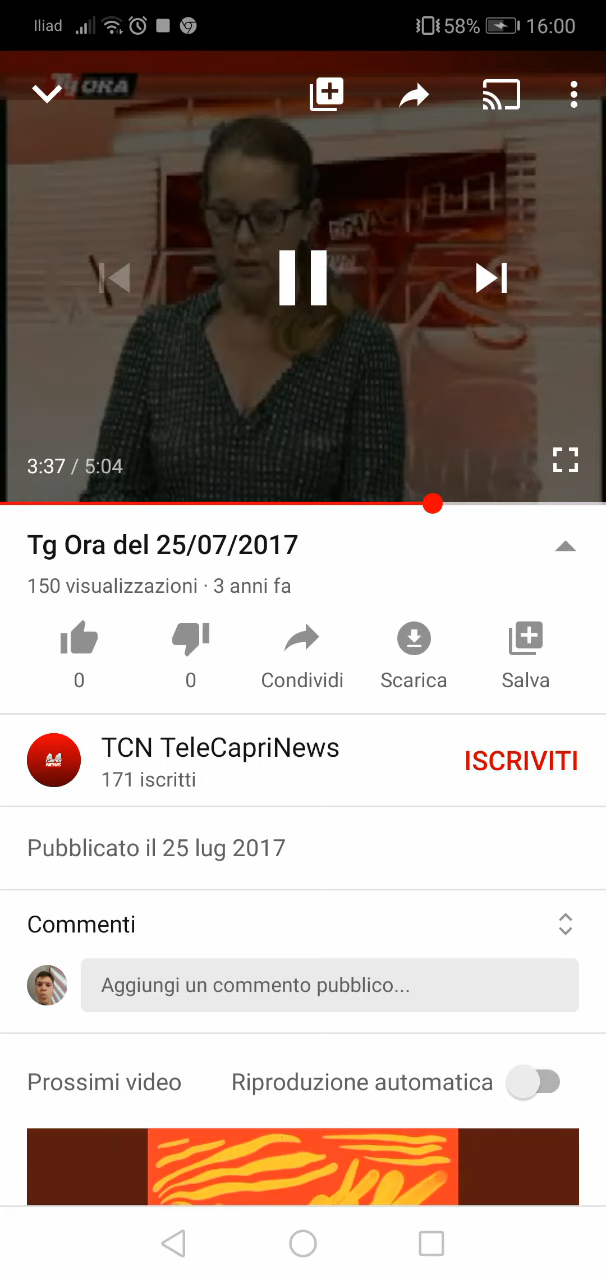 Iliad 58% 16:00
Tg ORA
3:37 / 5:04
Tg Ora del 25/07/2017
150 visualizzazioni · 3 anni fa
0 0 Condividi Scarica Salva
TCN TeleCapriNews
171 iscritti
ISCRIVITI
Pubblicato il 25 lug 2017
Commenti
Aggiungi un commento pubblico...
Prossimi video Riproduzione automatica